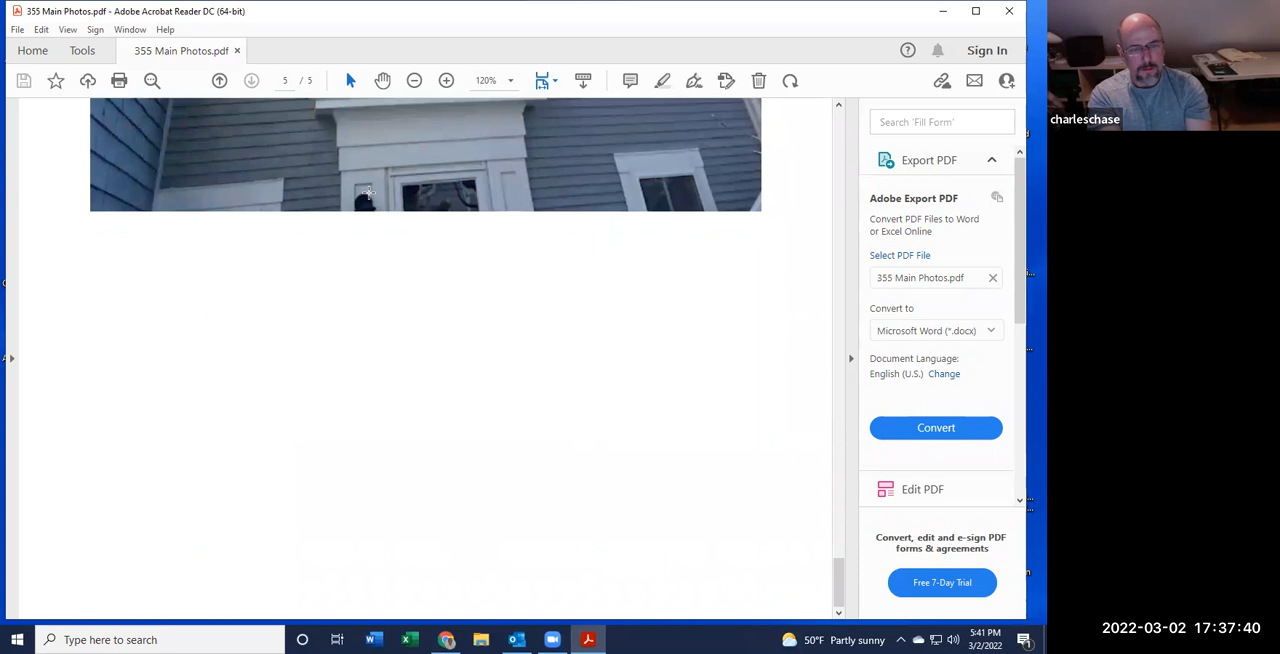 355 Main Photos.pdf - Adobe Acrobat Reader DC (64-bit)
File Edit View Sign Window Help
Home Tools 355 Main Photos.pdf × Sign In
5 / 5 120%
charleschase
Search 'Fill Form'
Export PDF
Adobe Export PDF
Convert PDF Files to Word
or Excel Online
Select PDF File
355 Main Photos.pdf
Convert to
Microsoft Word (*.docx)
Document Language:
English (U.S.) Change
Convert
Edit PDF
Convert, edit and e-sign PDF
forms & agreements
Free 7-Day Trial
Type here to search
50°F Partly sunny
5:41 PM
3/2/2022
2022-03-02 17:37:40